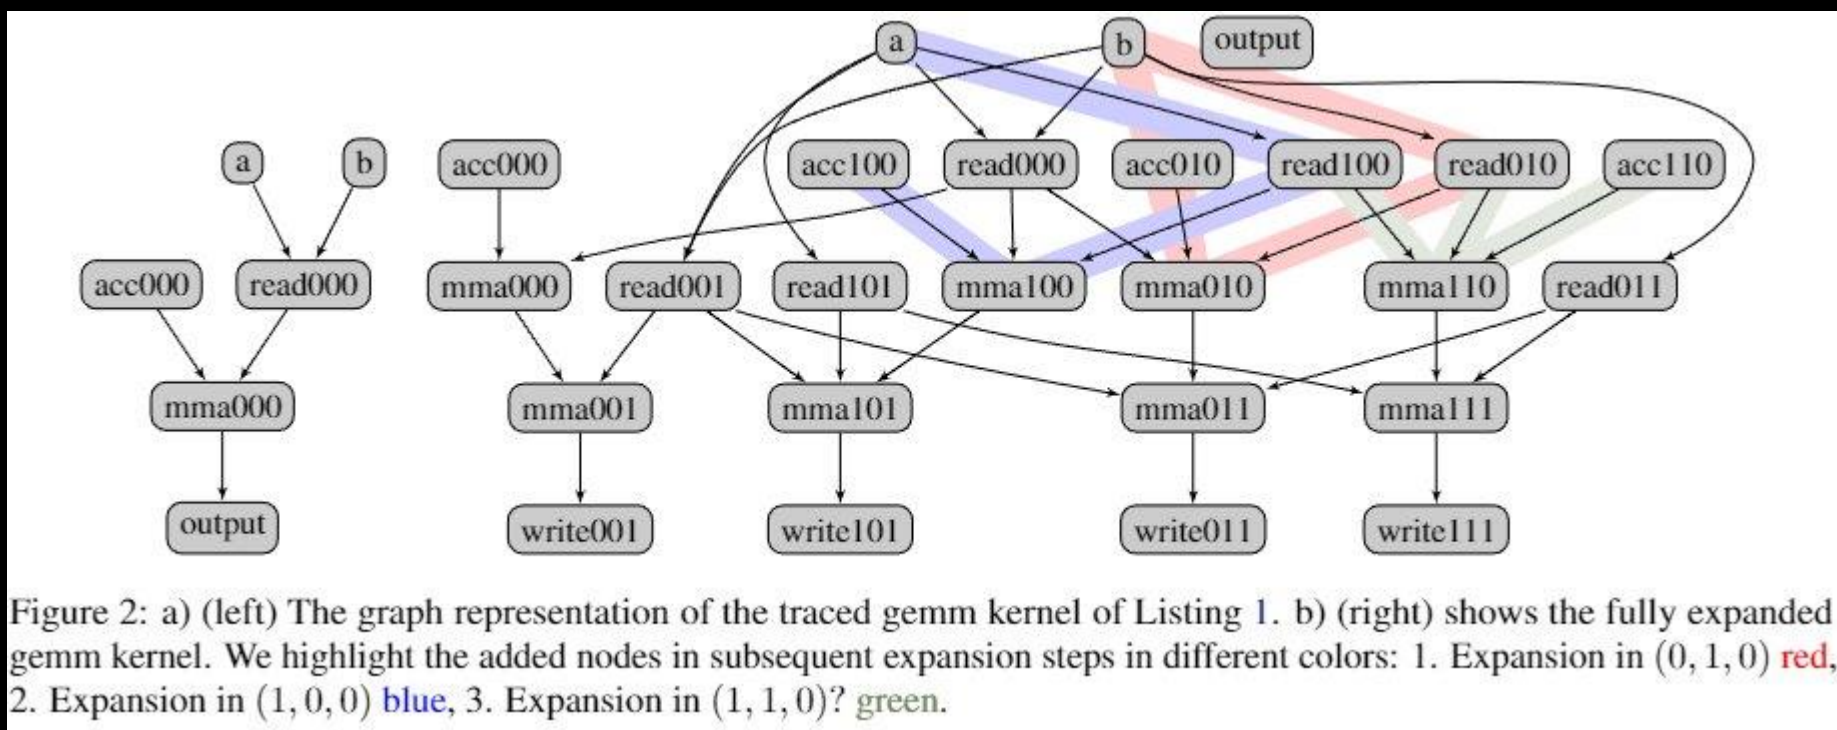 a b output
a b acc000 acc100 read000 acc010 read100 read010 acc110
acc000 read000 mma000 read001 read101 mma100 mma010 mma110 read011
mma000 mma001 mma101 mma011 mma111
output write001 write101 write011 write111
Figure 2: a) (left) The graph representation of the traced gemm kernel of Listing 1. b) (right) shows the fully expanded
gemm kernel. We highlight the added nodes in subsequent expansion steps in different colors: 1. Expansion in (0, 1, 0) red,
2. Expansion in (1, 0, 0) blue, 3. Expansion in (1, 1, 0)? green.